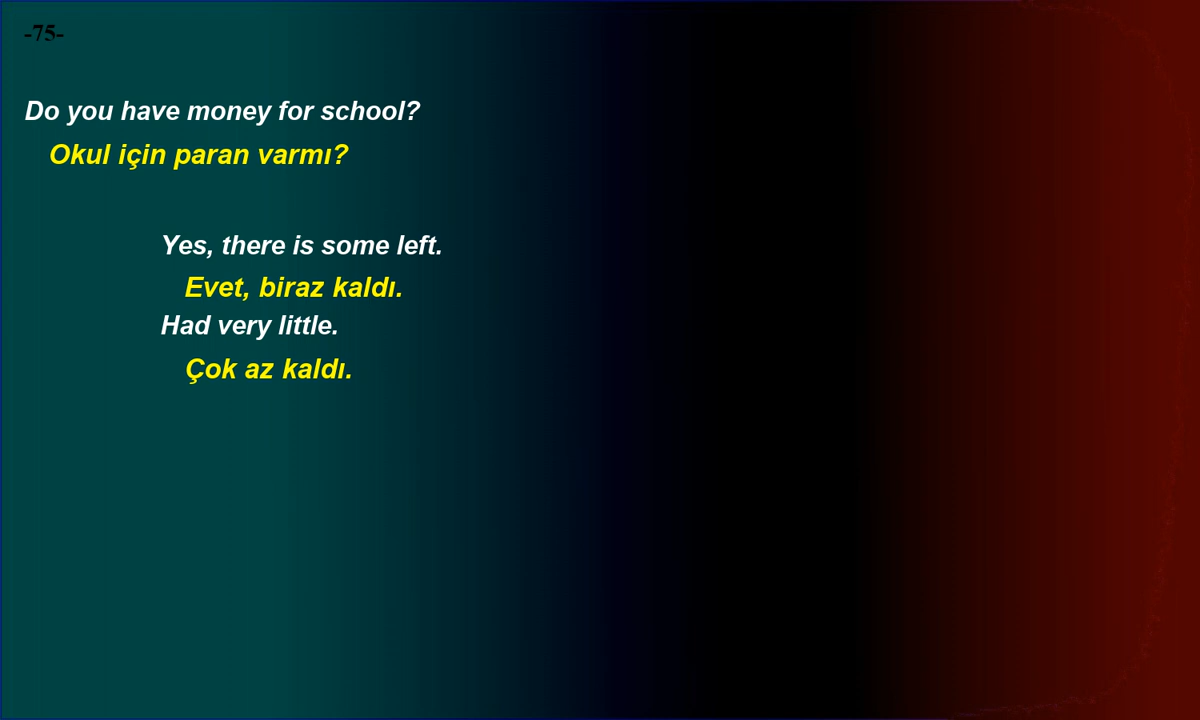 -75-
Do you have money for school?
Okul için paran varmı?
Yes, there is some left.
Evet, biraz kaldı.
Had very little.
Çok az kaldı.